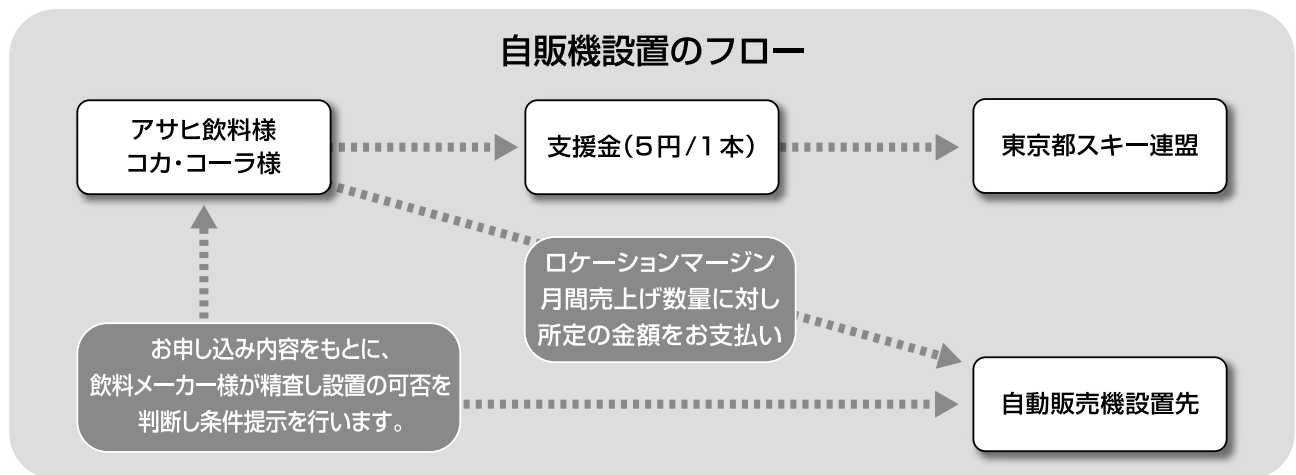 自販機設置のフロー
アサヒ飲料様
コカ・コーラ様
支援金(5円/1本)
東京都スキー連盟
ロケーションマージン
月間売上げ数量に対し
所定の金額をお支払い
お申し込み内容をもとに、
飲料メーカー様が精査し設置の可否を
判断し条件提示を行います。
自動販売機設置先